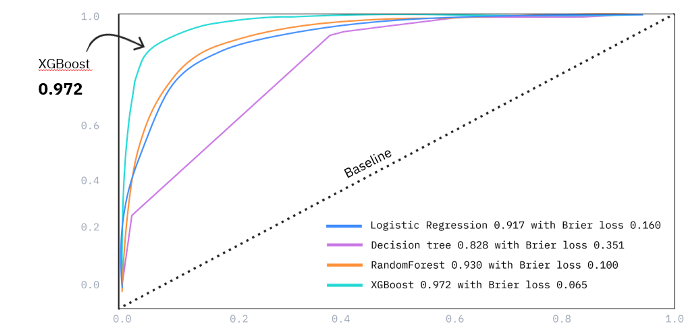 1.0
XGBoost
0.972
0.6
0.4
0.2
0.0
Baseline
Logistic Regression 0.917 with Brier loss 0.160
Decision tree 0.828 with Brier loss 0.351
RandomForest 0.930 with Brier loss 0.100
XGBoost 0.972 with Brier loss 0.065
0.0 0.2 0.4 0.6 0.8 1.0